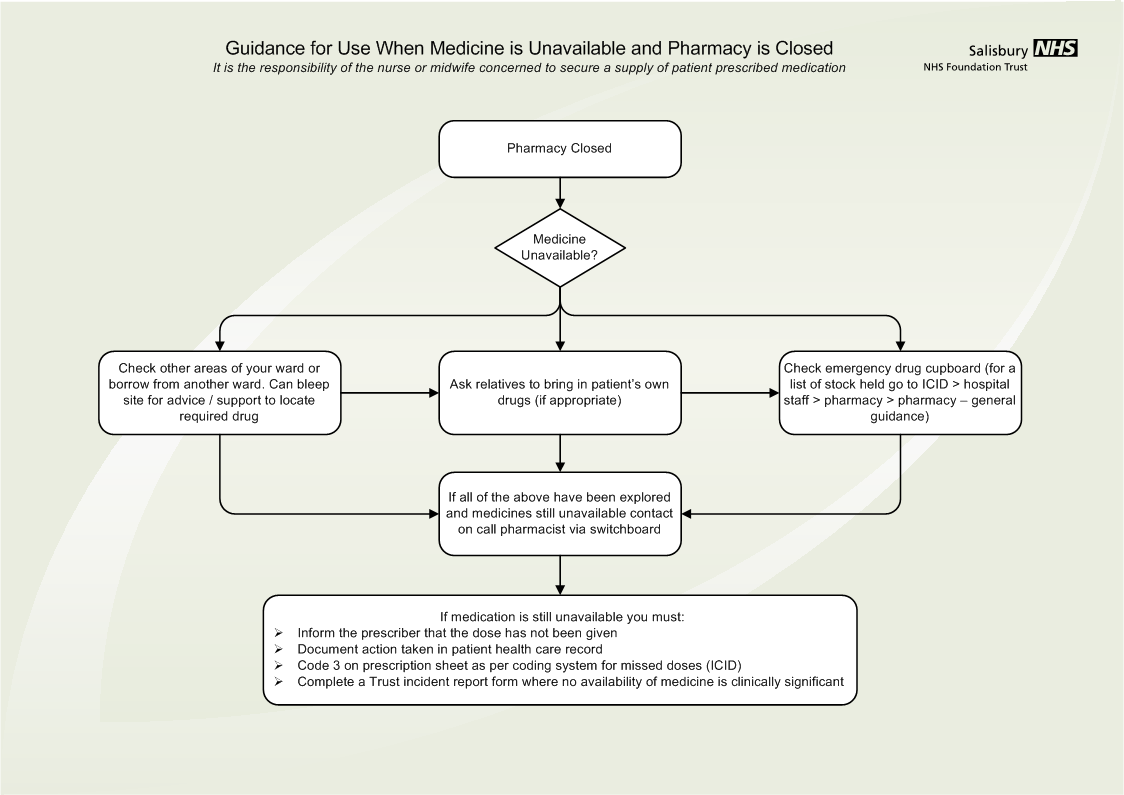 Guidance for Use When Medicine is Unavailable and Pharmacy is Closed
It is the responsibility of the nurse or midwife concerned to secure a supply of patient prescribed medication
Salisbury NHS
NHS Foundation Trust
Pharmacy Closed
Medicine
Unavailable?
Check other areas of your ward or
borrow from another ward. Can bleep
site for advice / support to locate
required drug
Ask relatives to bring in patient's own
drugs (if appropriate)
Check emergency drug cupboard (for a
list of stock held go to ICID > hospital
staff > pharmacy > pharmacy – general
guidance)
If all of the above have been explored
and medicines still unavailable contact
on call pharmacist via switchboard
If medication is still unavailable you must:
➢ Inform the prescriber that the dose has not been given
➢ Document action taken in patient health care record
➢ Code 3 on prescription sheet as per coding system for missed doses (ICID)
➢ Complete a Trust incident report form where no availability of medicine is clinically significant